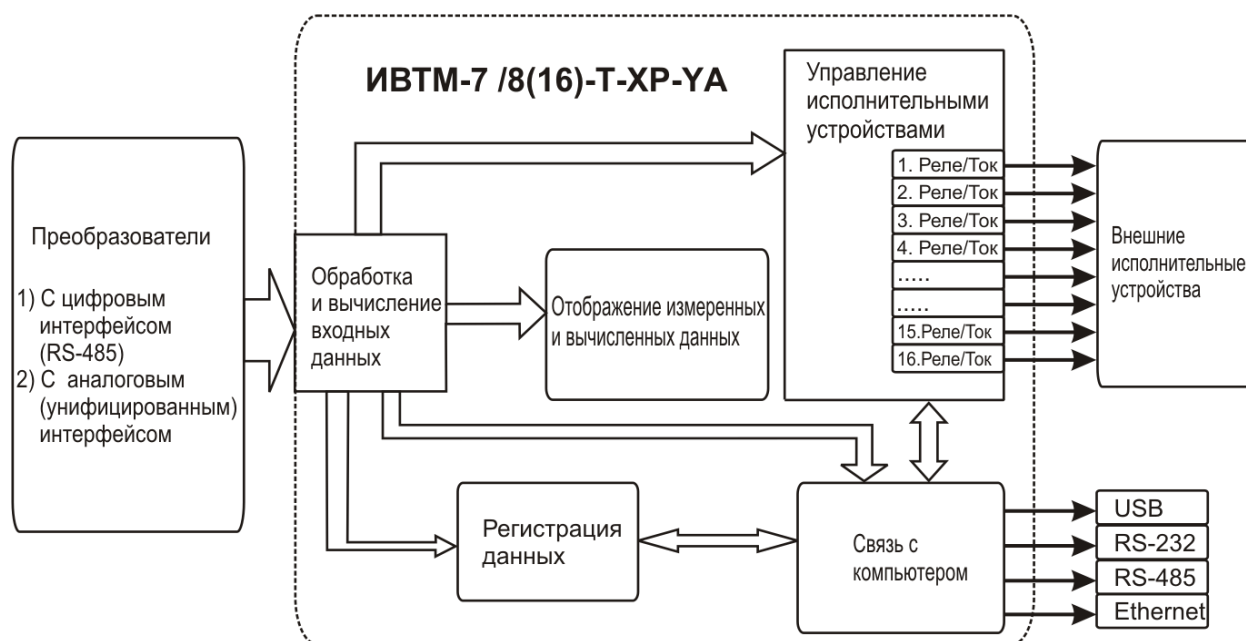 ИВТМ-7 /8(16)-Т-ХР-YA
Преобразователи
1) С цифровым
интерфейсом
(RS-485)
2) С аналоговым
(унифицированным)
интерфейсом
Обработка
и вычисление
входных
данных
Отображение измеренных
и вычисленных данных
Управление
исполнительными
устройствами
1. Реле/Ток
2. Реле/Ток
3. Реле/Ток
4. Реле/Ток
.....
.....
15.Реле/Ток
16.Реле/Ток
Внешние
исполнительные
устройства
Регистрация
данных
Связь с
компьютером
USB
RS-232
RS-485
Ethernet